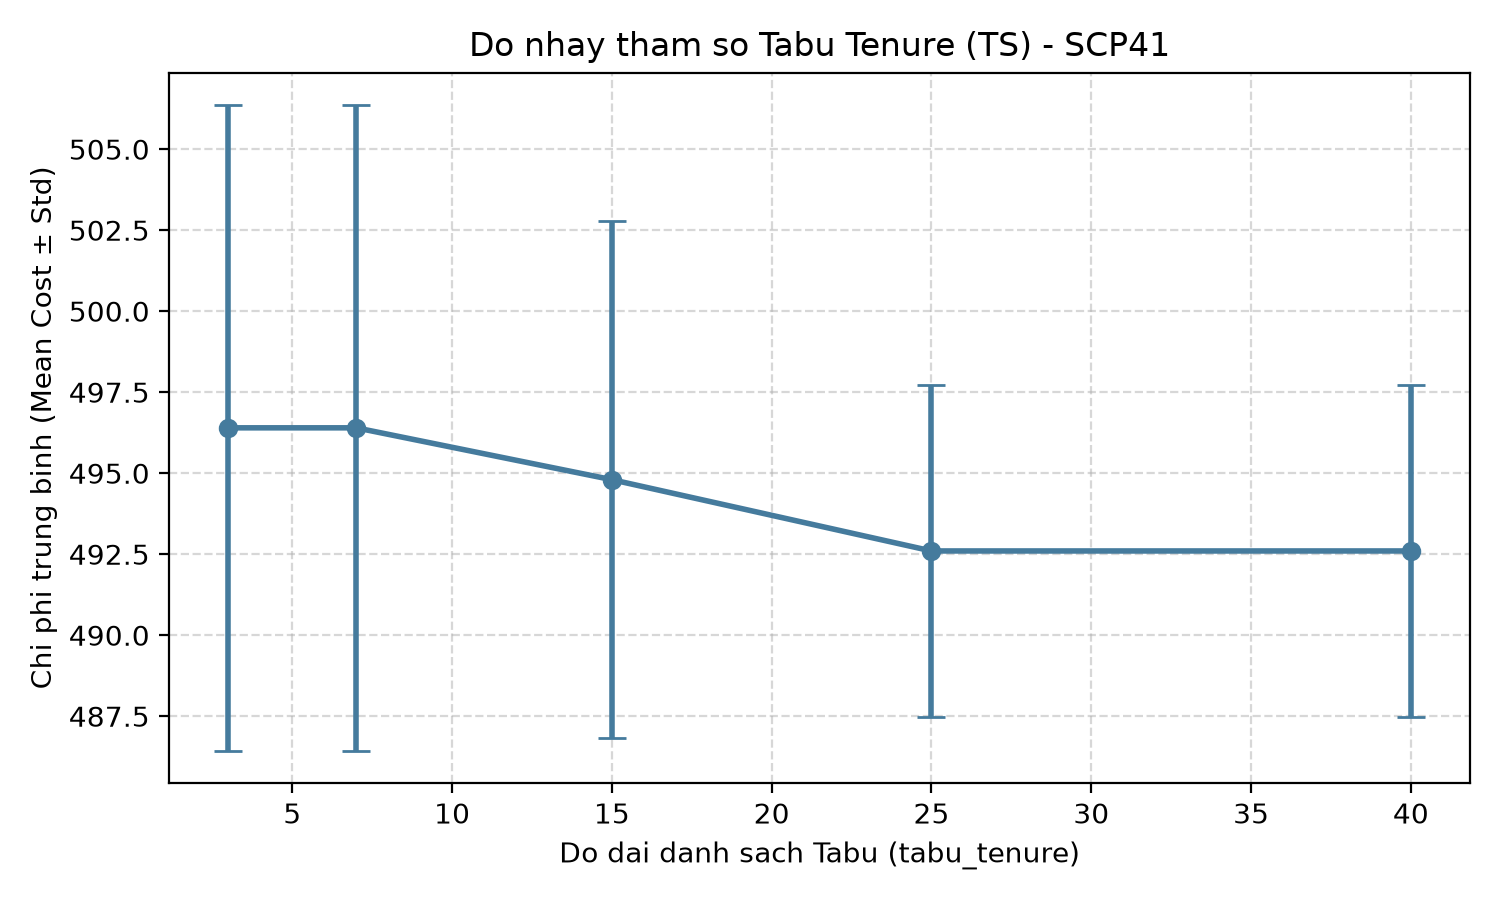 Do nhay tham so Tabu Tenure (TS) - SCP41
Chi phi trung binh (Mean Cost ± Std)
505.0
502.5
500.0
497.5
495.0
492.5
490.0
487.5
5 10 15 20 25 30 35 40
Do dai danh sach Tabu (tabu_tenure)